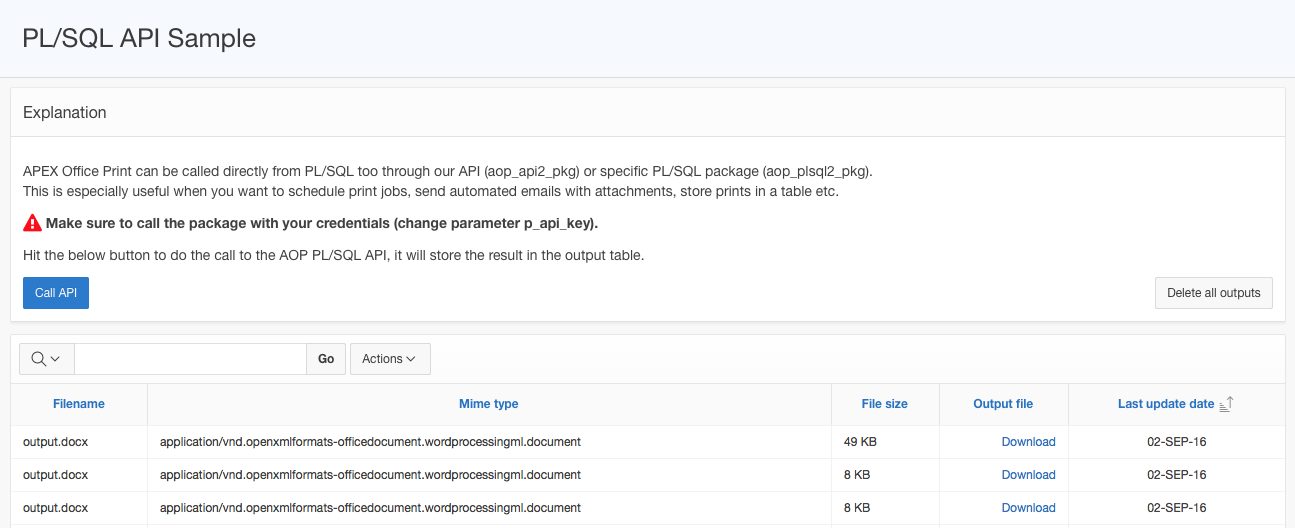 PL/SQL API Sample
Explanation
APEX Office Print can be called directly from PL/SQL too through our API (aop_api2_pkg) or specific PL/SQL package (aop_plsql2_pkg).
This is especially useful when you want to schedule print jobs, send automated emails with attachments, store prints in a table etc.
Make sure to call the package with your credentials (change parameter p_api_key).
Hit the below button to do the call to the AOP PL/SQL API, it will store the result in the output table.
Call API Delete all outputs
Go Actions
Filename Mime type File size Output file Last update date
output.docx application/vnd.openxmlformats-officedocument.wordprocessingml.document 49 KB Download 02-SEP-16
output.docx application/vnd.openxmlformats-officedocument.wordprocessingml.document 8 KB Download 02-SEP-16
output.docx application/vnd.openxmlformats-officedocument.wordprocessingml.document 8 KB Download 02-SEP-16